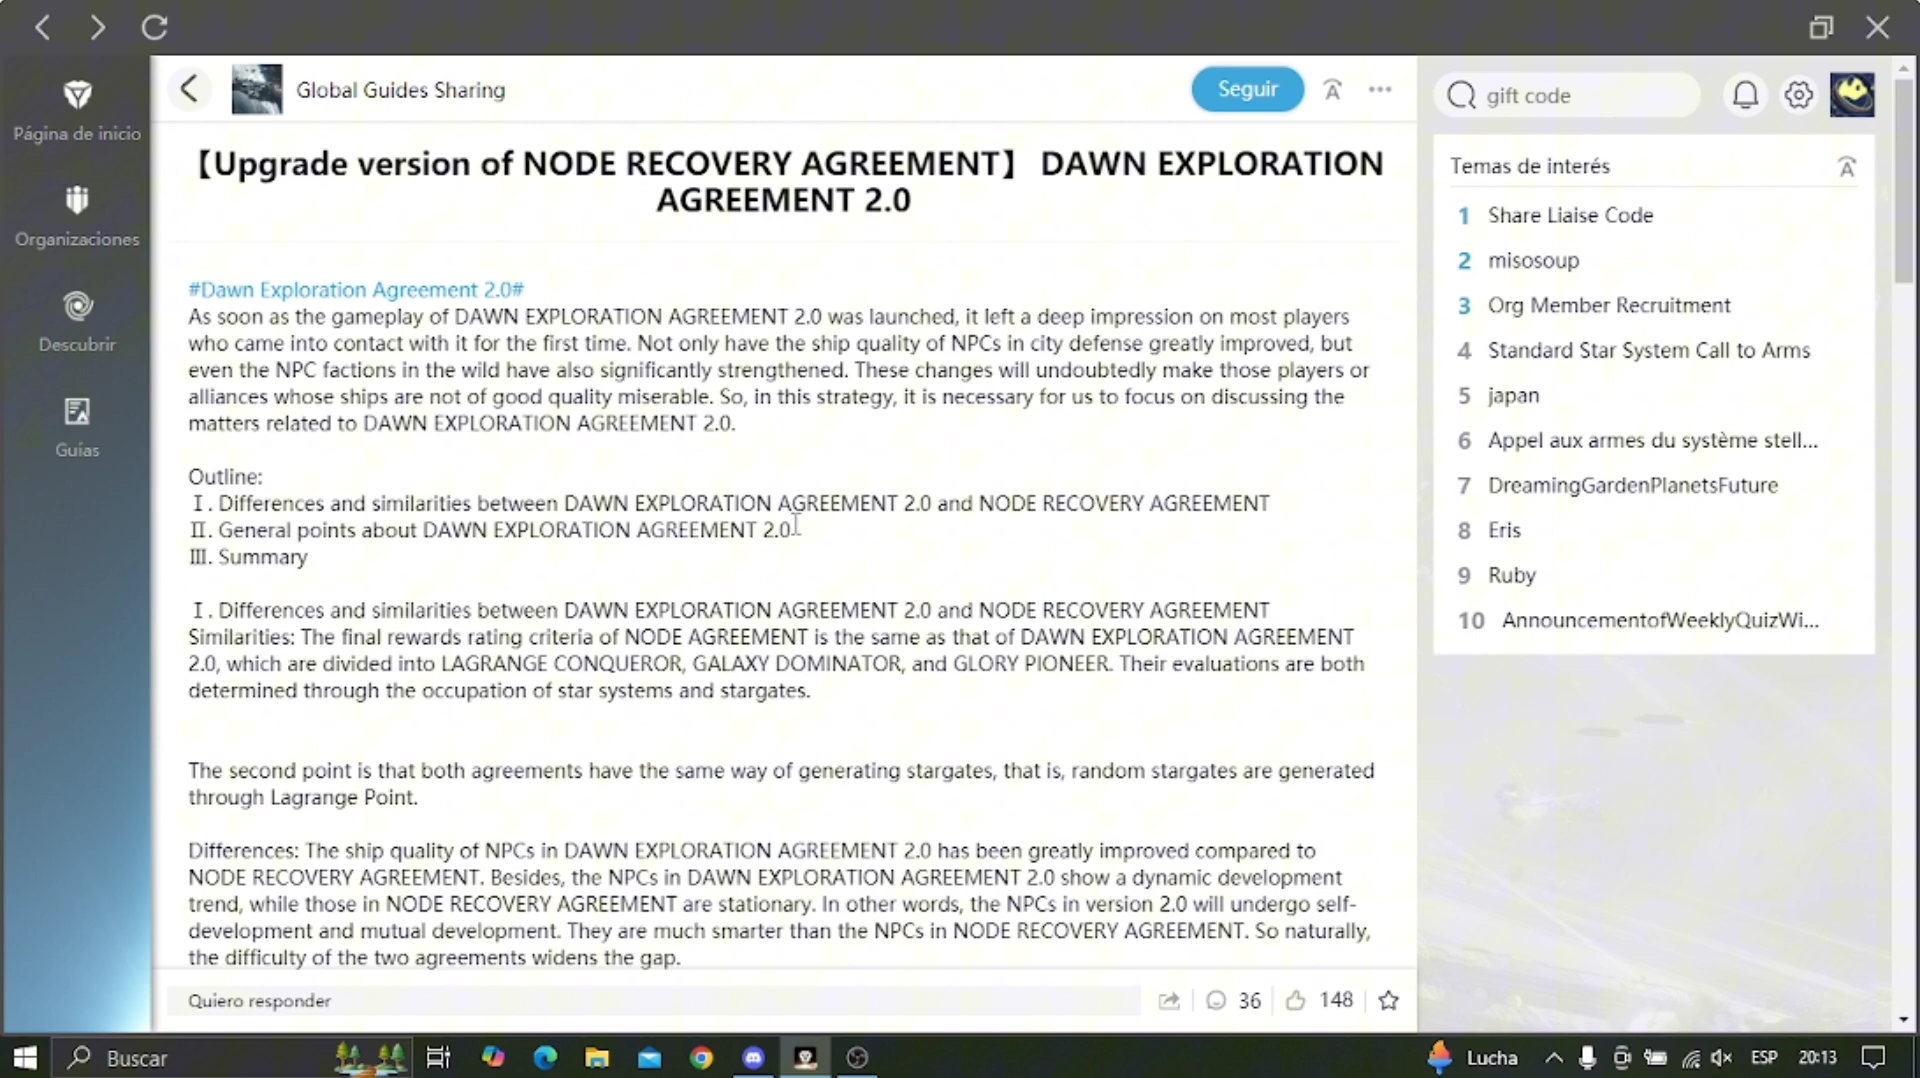 Global Guides Sharing
Seguir
gift code
Página de inicio
Organizaciones
Descubrir
Guías
【Upgrade version of NODE RECOVERY AGREEMENT】 DAWN EXPLORATION
AGREEMENT 2.0
#Dawn Exploration Agreement 2.0#
As soon as the gameplay of DAWN EXPLORATION AGREEMENT 2.0 was launched, it left a deep impression on most players
who came into contact with it for the first time. Not only have the ship quality of NPCs in city defense greatly improved, but
even the NPC factions in the wild have also significantly strengthened. These changes will undoubtedly make those players or
alliances whose ships are not of good quality miserable. So, in this strategy, it is necessary for us to focus on discussing the
matters related to DAWN EXPLORATION AGREEMENT 2.0.
Outline:
Ⅰ. Differences and similarities between DAWN EXPLORATION AGREEMENT 2.0 and NODE RECOVERY AGREEMENT
Ⅱ. General points about DAWN EXPLORATION AGREEMENT 2.0
Ⅲ. Summary
Ⅰ. Differences and similarities between DAWN EXPLORATION AGREEMENT 2.0 and NODE RECOVERY AGREEMENT
Similarities: The final rewards rating criteria of NODE AGREEMENT is the same as that of DAWN EXPLORATION AGREEMENT
2.0, which are divided into LAGRANGE CONQUEROR, GALAXY DOMINATOR, and GLORY PIONEER. Their evaluations are both
determined through the occupation of star systems and stargates.
The second point is that both agreements have the same way of generating stargates, that is, random stargates are generated
through Lagrange Point.
Differences: The ship quality of NPCs in DAWN EXPLORATION AGREEMENT 2.0 has been greatly improved compared to
NODE RECOVERY AGREEMENT. Besides, the NPCs in DAWN EXPLORATION AGREEMENT 2.0 show a dynamic development
trend, while those in NODE RECOVERY AGREEMENT are stationary. In other words, the NPCs in version 2.0 will undergo self-
development and mutual development. They are much smarter than the NPCs in NODE RECOVERY AGREEMENT. So naturally,
the difficulty of the two agreements widens the gap.
Quiero responder
36
148
Temas de interés
1 Share Liaise Code
2 misosoup
3 Org Member Recruitment
4 Standard Star System Call to Arms
5 japan
6 Appel aux armes du système stell...
7 DreamingGardenPlanetsFuture
8 Eris
9 Ruby
10 AnnouncementofWeeklyQuizWi...
Buscar
Lucha
ESP
20:13